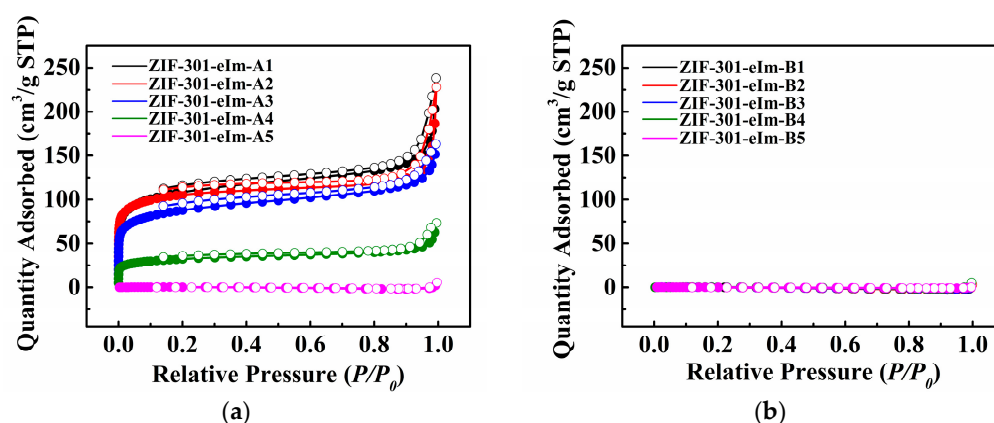 (a)
Quantity Adsorbed (cm³/g STP)
250
200
150
100
50
0
ZIF-301-eIm-A1
ZIF-301-eIm-A2
ZIF-301-eIm-A3
ZIF-301-eIm-A4
ZIF-301-eIm-A5
0.0 0.2 0.4 0.6 0.8 1.0
Relative Pressure (P/P₀)
(a)
(b)
Quantity Adsorbed (cm³/g STP)
250
200
150
100
50
0
ZIF-301-eIm-B1
ZIF-301-eIm-B2
ZIF-301-eIm-B3
ZIF-301-eIm-B4
ZIF-301-eIm-B5
0.0 0.2 0.4 0.6 0.8 1.0
Relative Pressure (P/P₀)
(b)